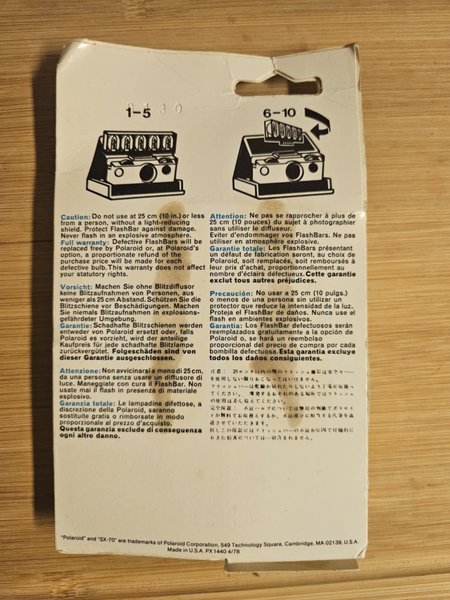 1-5
6-10
Caution: Do not use at 25 cm (10 in.) or less
from a person, without a light-reducing
shield. Protect FlashBar against damage.
Never flash in an explosive atmosphere.
Full warranty: Defective FlashBars will be
replaced by Polaroid or, at Polaroid's
option, a proportionate refund of the
purchase price will be made for each
defective bulb. This warranty does not affect
your statutory rights.
Vorsicht: Machen Sie ohne Blitzdiffusor
keine Blitzaufnahmen von Personen, aus
weniger als 25 cm Abstand. Schützen Sie die
Blitzschiene vor Beschädigungen. Machen
Sie niemals Blitzaufnahmen in explosions-
gefährdeter Umgebung.
Garantie: Schadhafte Blitzschienen werden
entweder von Polaroid ersetzt oder, falls
Polaroid es vorzieht, wird der anteilige
Kaufpreis für jede schadhafte Blitzlampe
zurückvergütet. Folgeschäden sind von
dieser Garantie ausgeschlossen.
Attenzione: Non avvicinarsi a meno di 25 cm,
da una persona senza usare un diffusore di
luce. Maneggiate con cura il FlashBar. Non
usate mai il flash in presenza di materiale
esplosivo.
Garanzia totale: Le lampadine difettose, a
discrezione della Polaroid, saranno
sostituite gratis o rimborsate in modo
proporzionale al prezzo d'acquisto.
Questa garanzia esclude di conseguenza
ogni altro danno.
Attention: Ne pas se rapprocher à plus de
25 cm (10 pouces) du sujet à photographier
sans utiliser le diffuseur.
Eviter d'endommager vos FlashBars. Ne pas
utiliser en atmosphère explosive.
Garantie totale: Les FlashBars présentant
un défaut de fabrication seront, au choix de
Polaroid, soit remplacés, soit remboursés à
leur prix d'achat, proportionnellement au
nombre d'éclairs défectueux. Cette garantie
exclut tous autres préjudices.
Precaución: No usar a 25 cm (10 pulgs.)
o menos de una persona sin utilizar un
protector que reduce la intensidad de la luz.
Proteja el FlashBar de daños. Nunca use el
flash en ambientes explosivos.
Garantía: Los FlashBar defectuosos serán
reemplazados gratuitamente a la opción de
Polaroid o, se hará un reembolso
proporcional del precio de compra por cada
bombilla defectuosa. Esta garantía excluye
todos los daños consiguientes.
"Polaroid" and "SX-70" are trademarks of Polaroid Corporation, 549 Technology Square, Cambridge, MA 02139, U.S.A.
Made in U.S.A. PX 1440 4/78